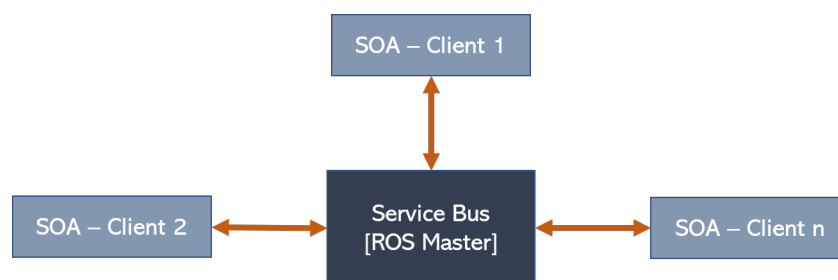 SOA – Client 1
SOA – Client 2
Service Bus
[ROS Master]
SOA – Client n